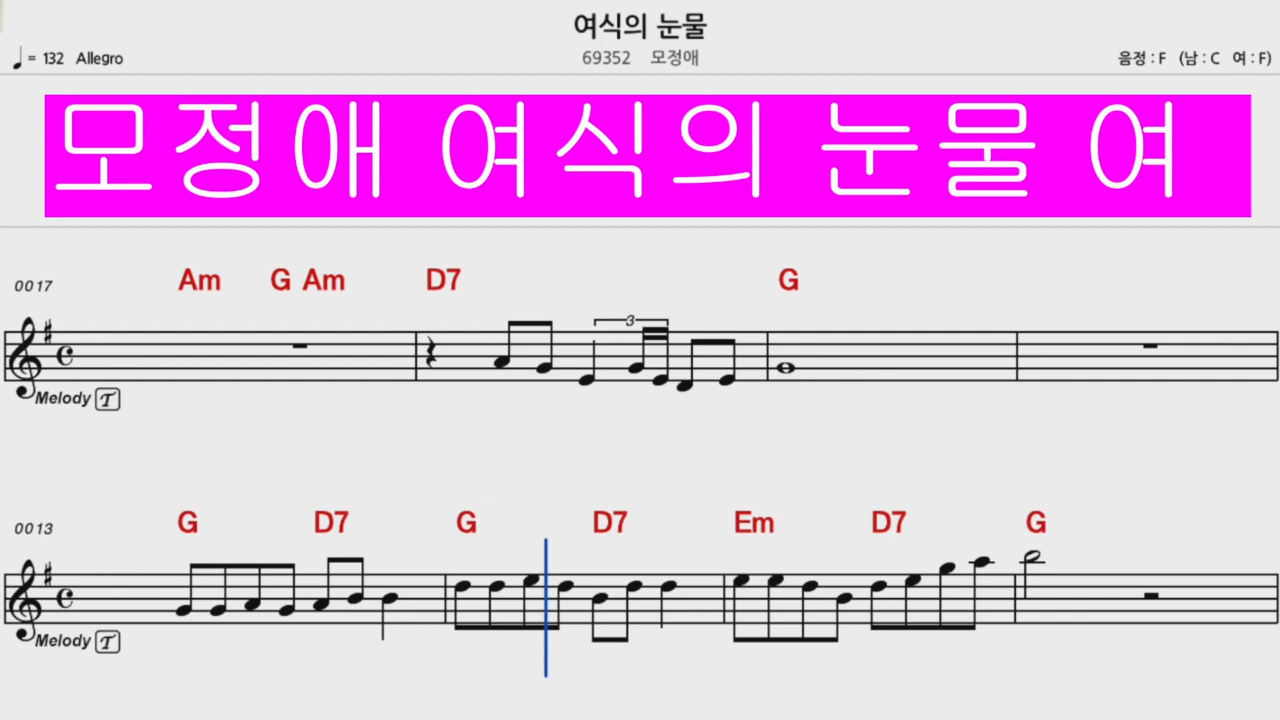 여식의 눈물
♩ = 132 Allegro 69352 모정애 음정 : F (남 : C 여 : F)
모정애 여식의 눈물 여
0017 Am G Am D7 G
3
Melody T
0013 G D7 G D7 Em D7 G
Melody T